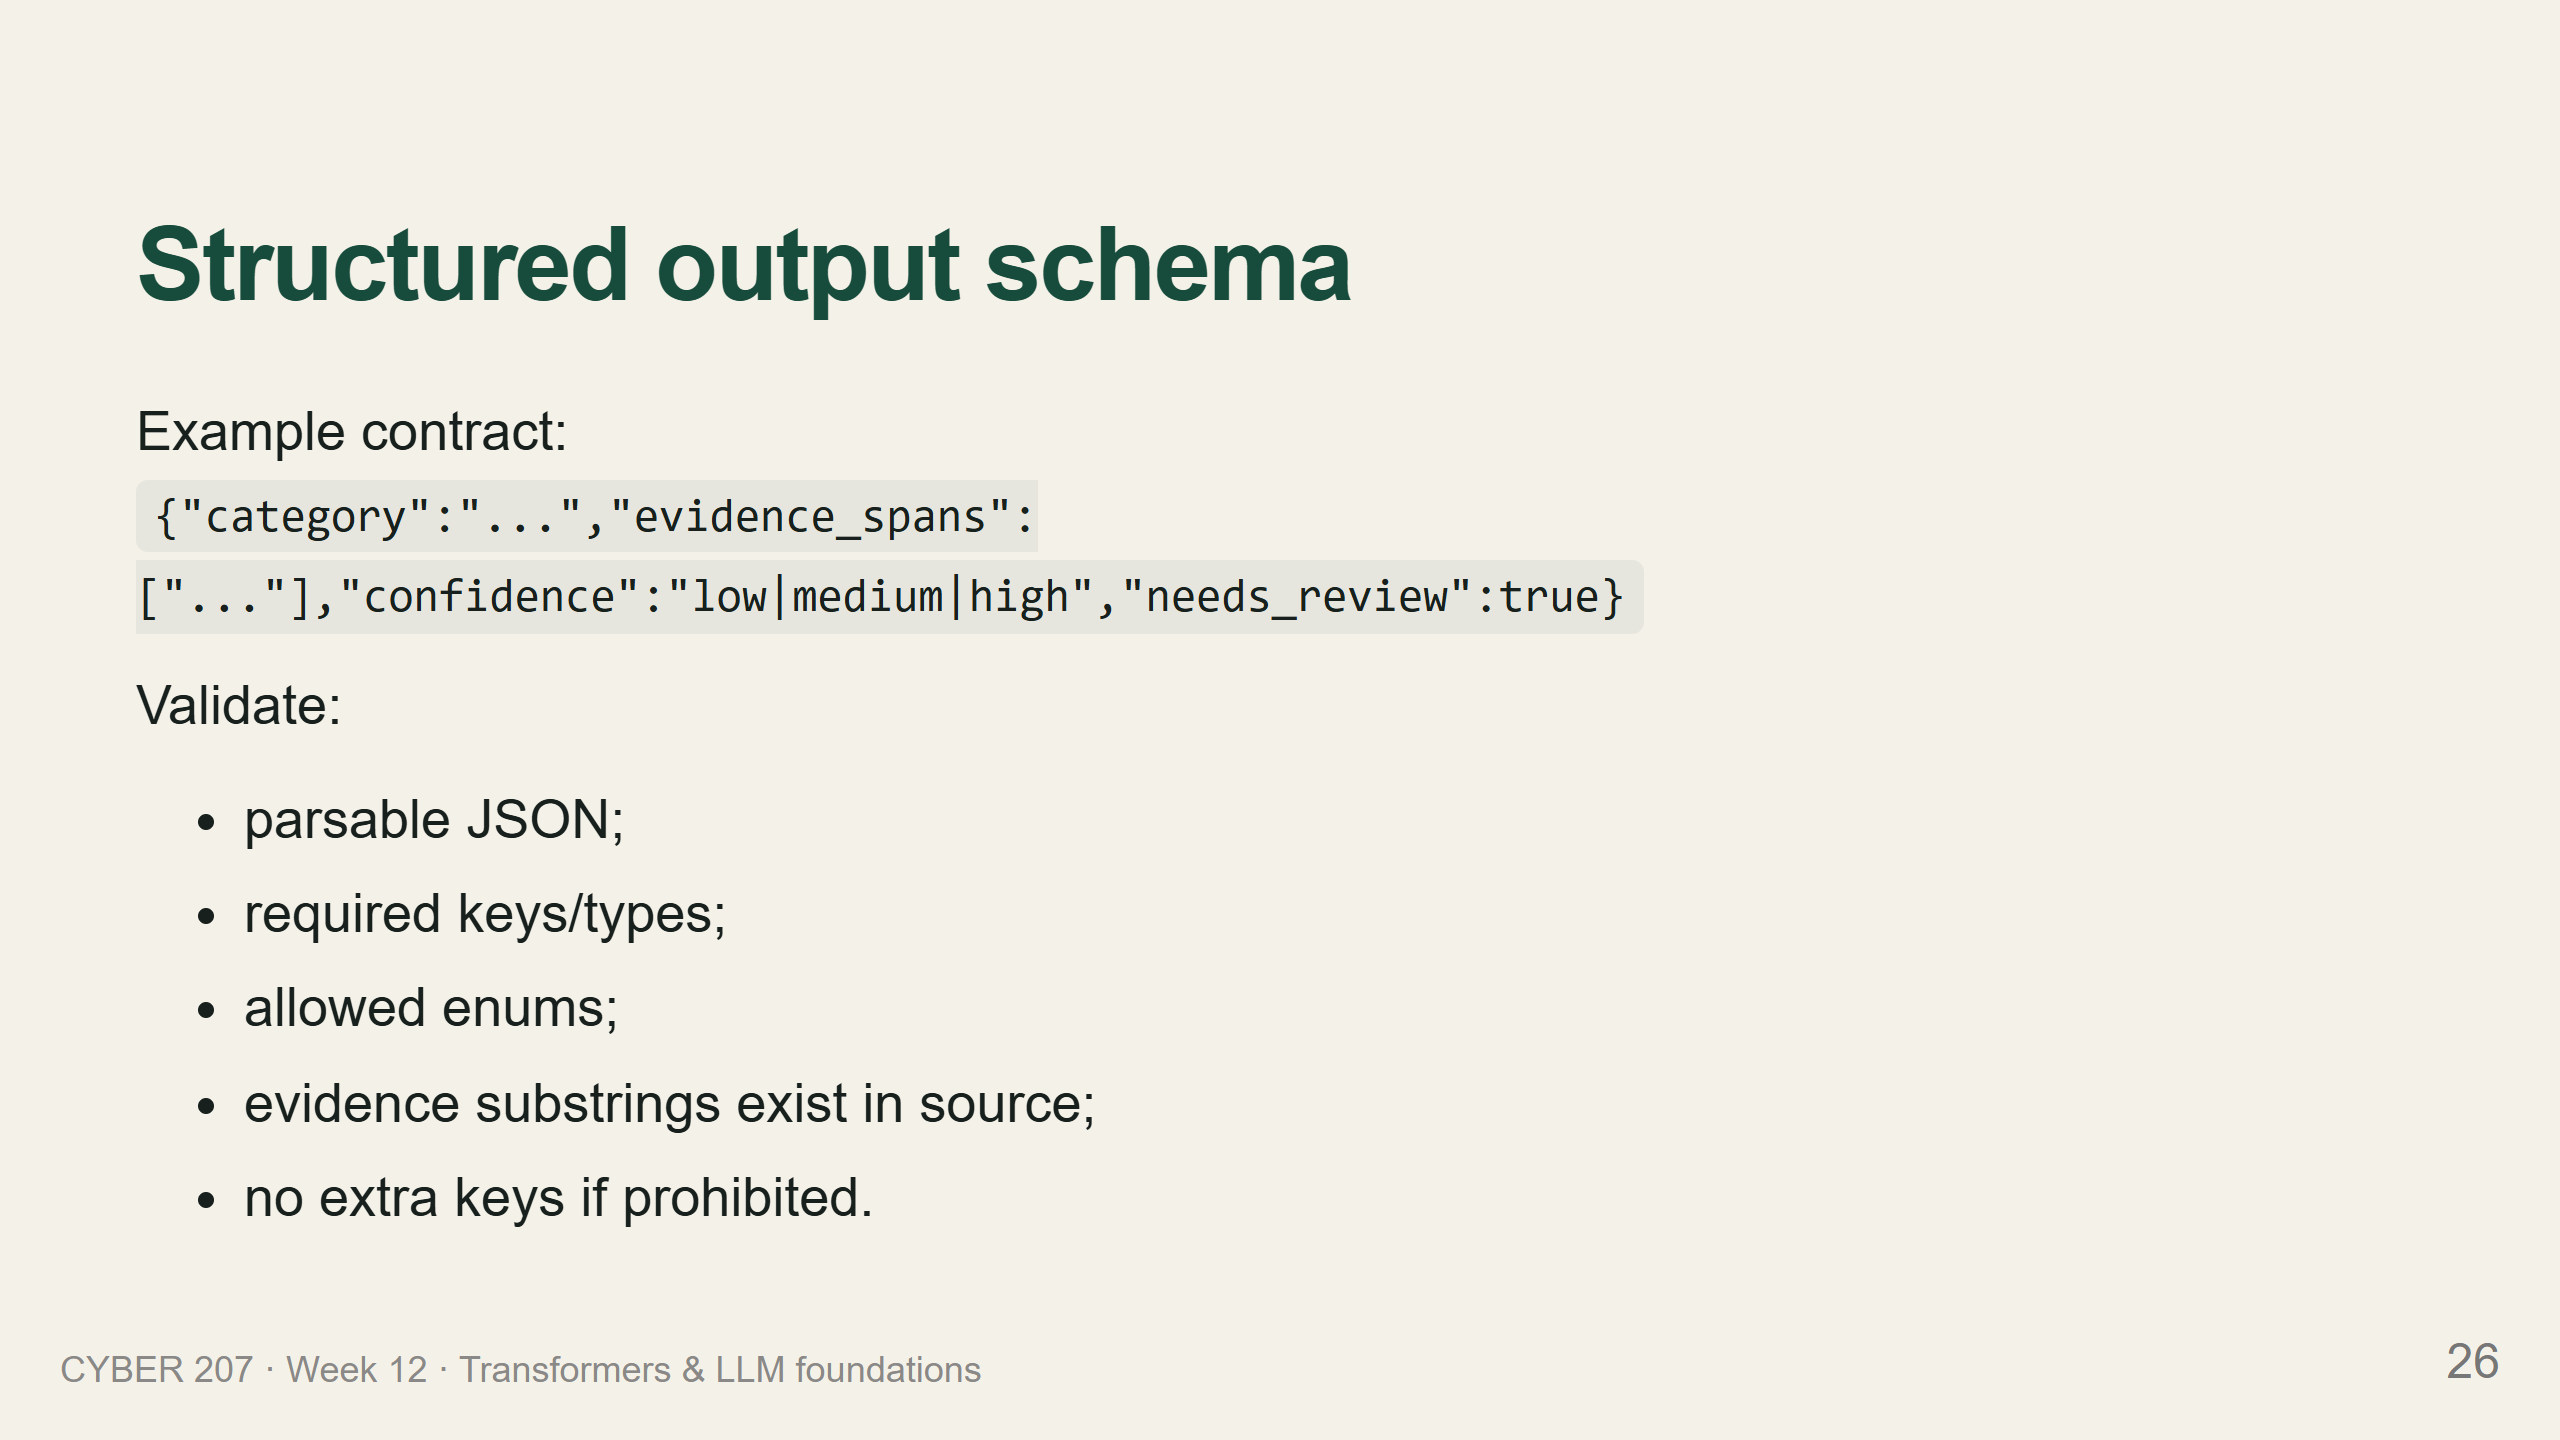 Structured output schema
Example contract:
{"category":"...","evidence_spans":
["..."],"confidence":"low|medium|high","needs_review":true}
Validate:
• parsable JSON;
• required keys/types;
• allowed enums;
• evidence substrings exist in source;
• no extra keys if prohibited.
CYBER 207 · Week 12 · Transformers & LLM foundations
26